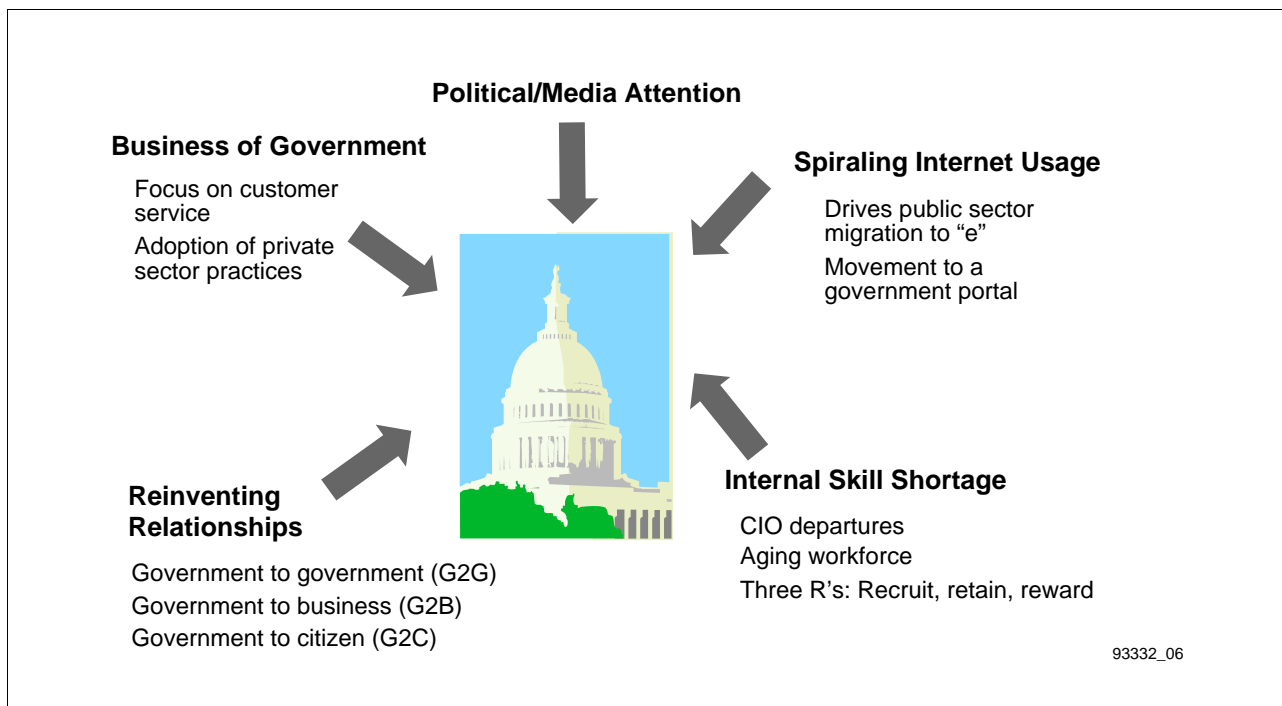 Political/Media Attention
Business of Government
Focus on customer
service
Adoption of private
sector practices
Spiraling Internet Usage
Drives public sector
migration to “e”
Movement to a
government portal
Reinventing
Relationships
Government to government (G2G)
Government to business (G2B)
Government to citizen (G2C)
Internal Skill Shortage
CIO departures
Aging workforce
Three R’s: Recruit, retain, reward
93332_06